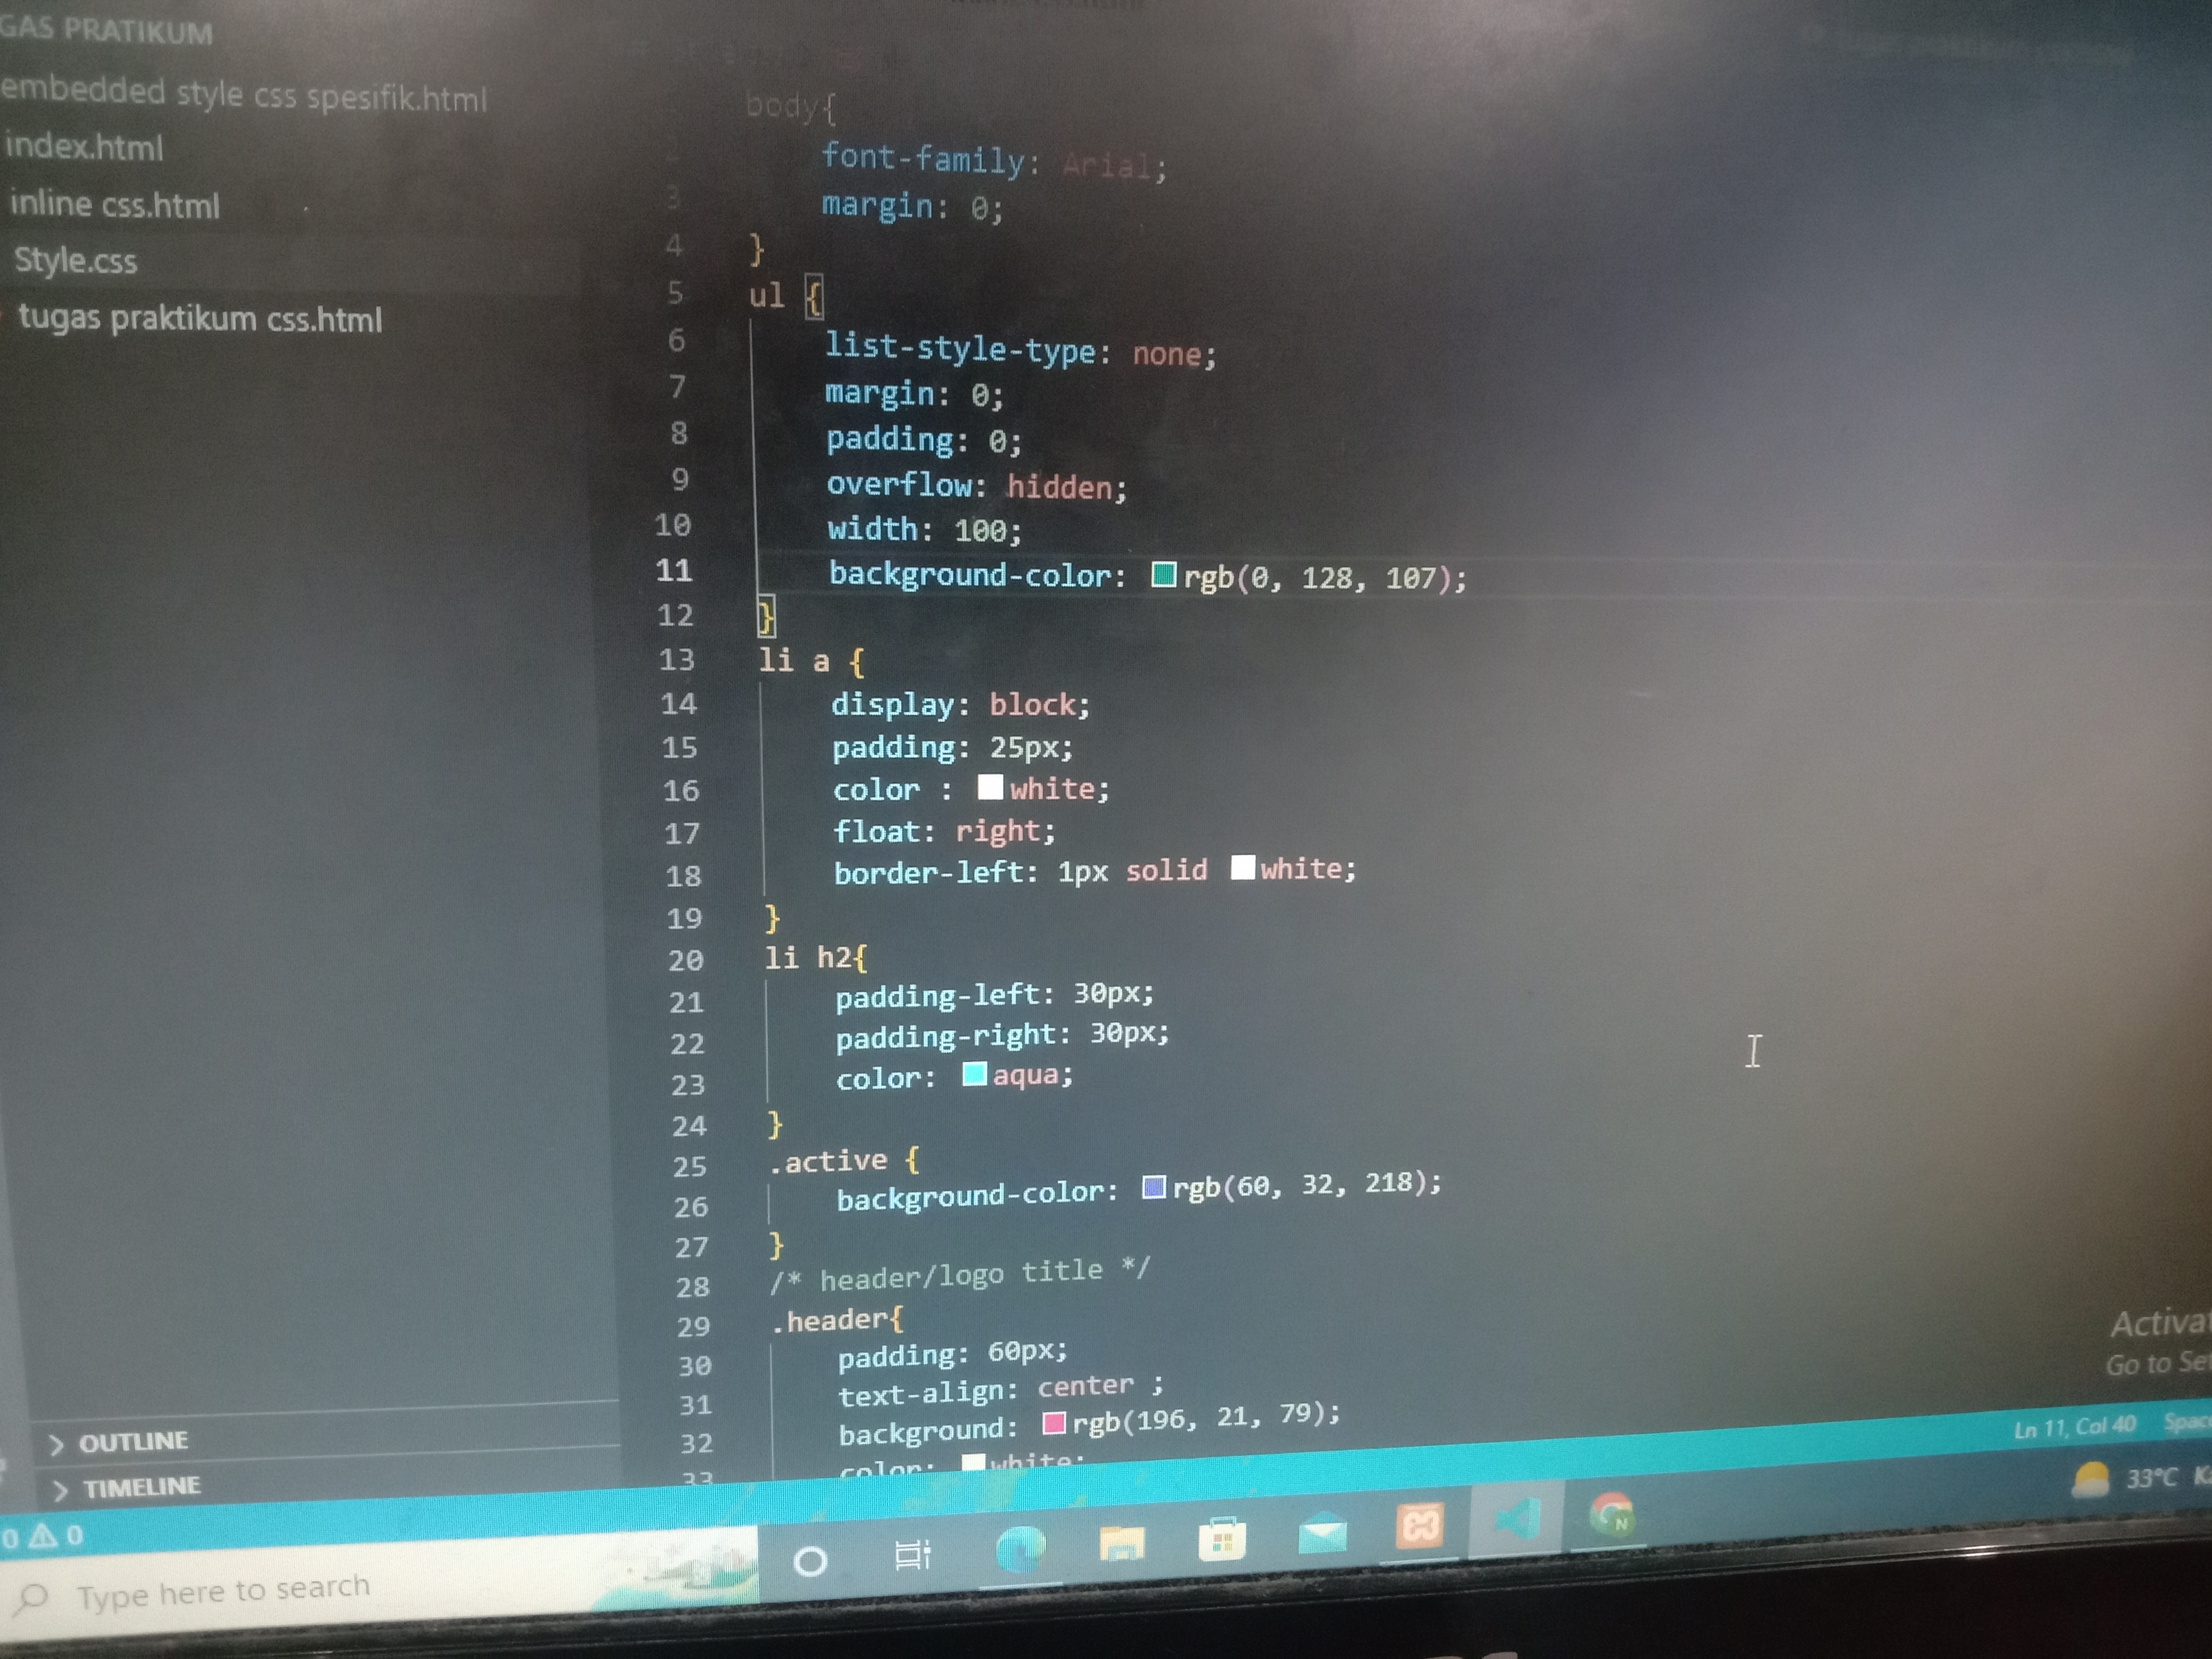 GAS PRATIKUM
embedded style css spesifik.html
index.html
inline css.html
Style.css
tugas praktikum css.html
OUTLINE
TIMELINE
body{
font-family: Arial;
3 margin: 0;
4 }
5 ul {
6 list-style-type: none;
7 margin: 0;
8 padding: 0;
9 overflow: hidden;
10 width: 100;
11 background-color: rgb(0, 128, 107);
12 }
13 li a {
14 display: block;
15 padding: 25px;
16 color : white;
17 float: right;
18 border-left: 1px solid white;
19 }
20 li h2{
21 padding-left: 30px;
22 padding-right: 30px;
23 color: aqua;
24 }
25 .active {
26 background-color: rgb(60, 32, 218);
27 }
28 /* header/logo title */
29 .header{
30 padding: 60px;
31 text-align: center ;
32 background: rgb(196, 21, 79);
33 color: white;
Activat
Go to Set
0 0
Ln 11, Col 40 Space
Type here to search
N
33°C